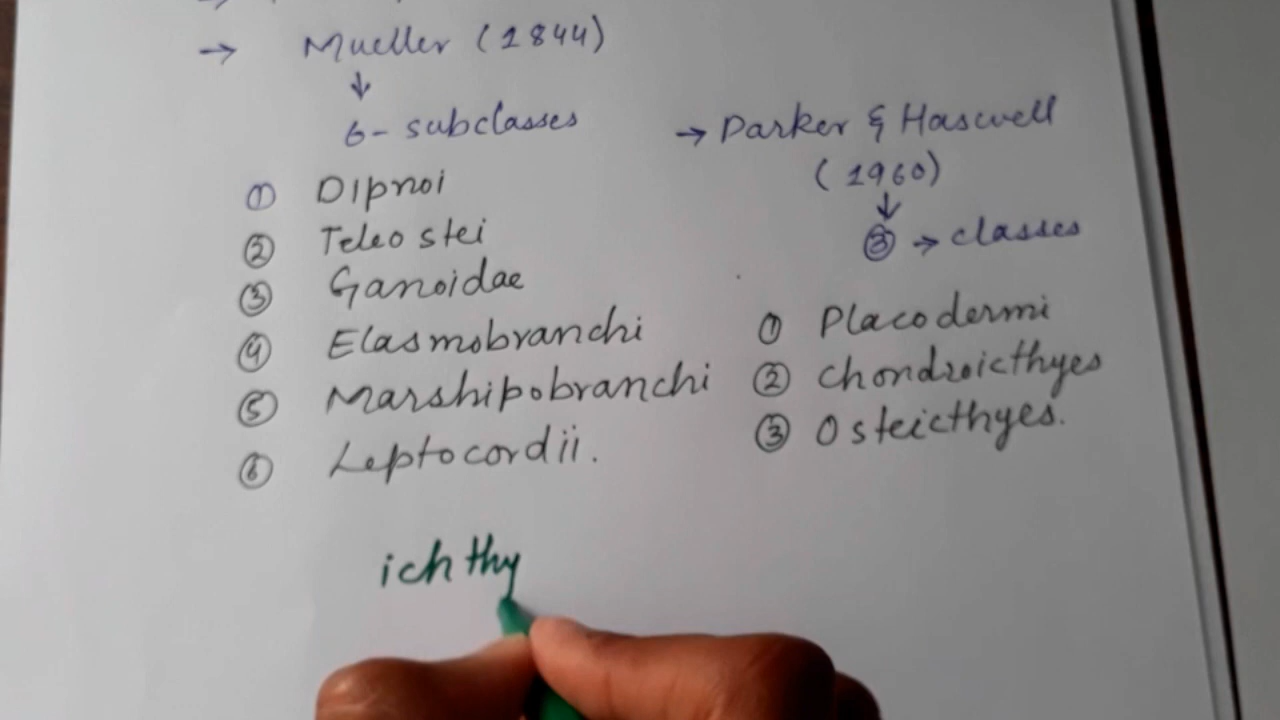 → Mueller (1844)
↓
6 - subclasses
① Dipnoi
② Teleostei
③ Ganoidae
④ Elasmobranchi
⑤ Marshipobranchi
⑥ Leptocordii.
→ Parker & Haswell
(1960)
↓
③ → classes
① Placodermi
② Chondroicthyes
③ Osteicthyes.
ichthy